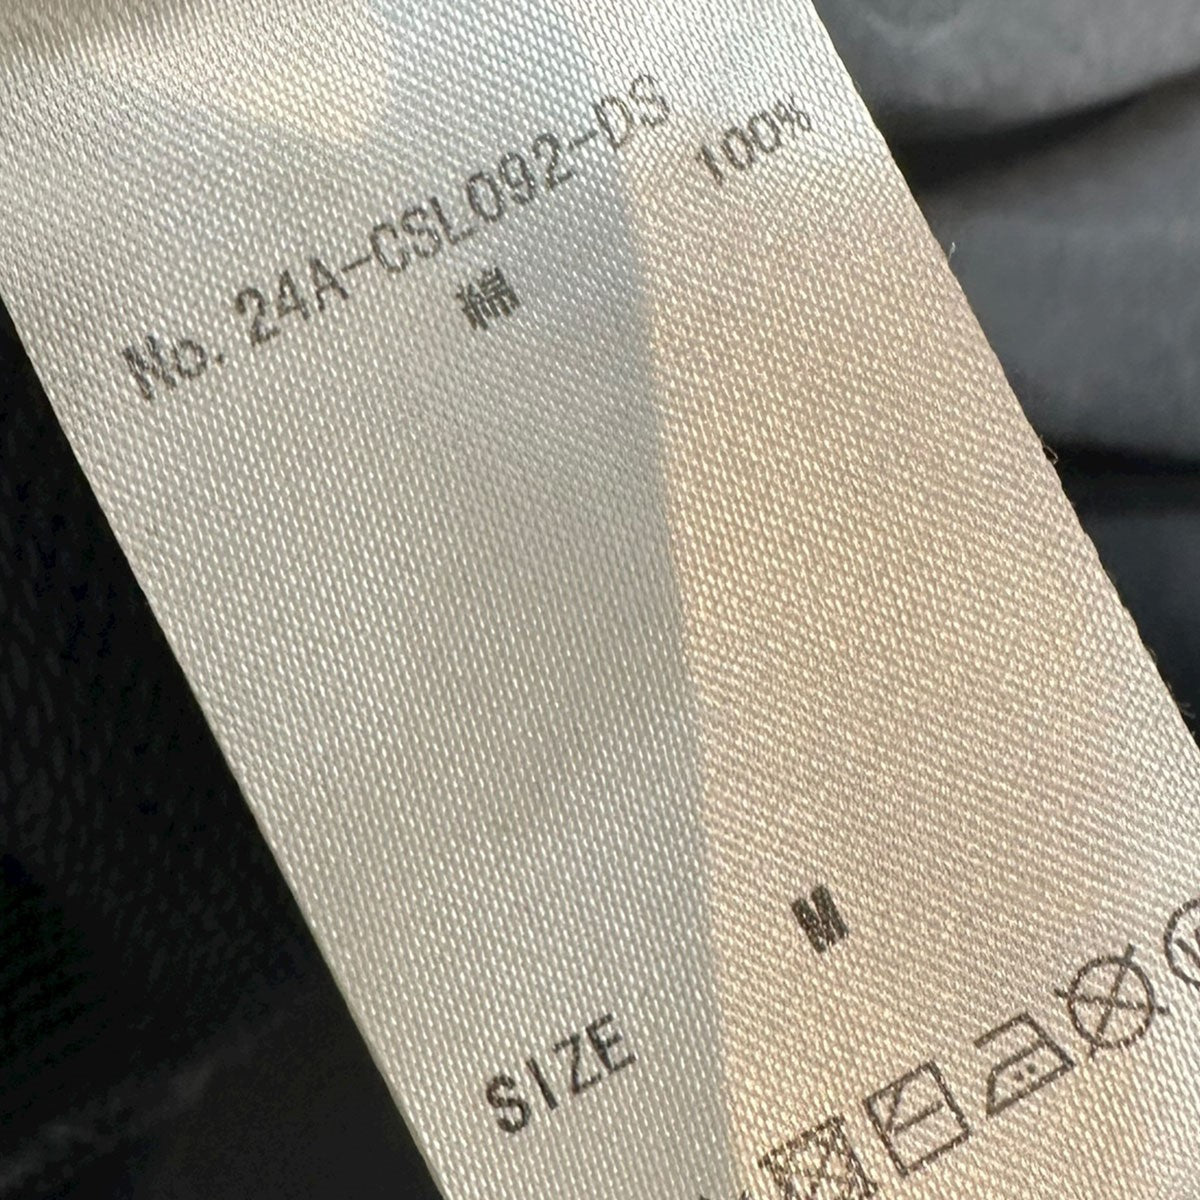 No. 24A-CSL092-DS
綿 100%
SIZE M